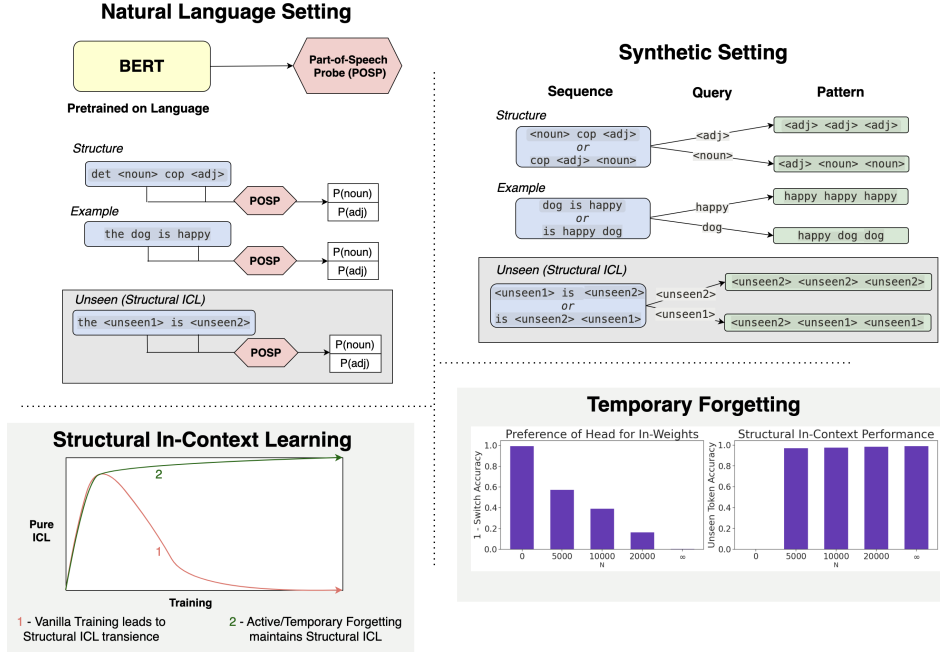 Natural Language Setting
BERT
Part-of-Speech
Probe (POSP)
Pretrained on Language
Structure
det <noun> cop <adj>
POSP
P(noun)
P(adj)
Example
the dog is happy
POSP
P(noun)
P(adj)
Unseen (Structural ICL)
the <unseen1> is <unseen2>
POSP
P(noun)
P(adj)
Synthetic Setting
Sequence
Query
Pattern
Structure
<noun> cop <adj>
or
cop <adj> <noun>
<adj>
<noun>
<adj> <adj> <adj>
<adj> <noun> <noun>
Example
dog is happy
or
is happy dog
happy
dog
happy happy happy
happy dog dog
Unseen (Structural ICL)
<unseen1> is <unseen2>
or
is <unseen2> <unseen1>
<unseen2>
<unseen1>
<unseen2> <unseen2> <unseen2>
<unseen2> <unseen1> <unseen1>
Structural In-Context Learning
Pure
ICL
2
1
Training
1 - Vanilla Training leads to
Structural ICL transience
2 - Active/Temporary Forgetting
maintains Structural ICL
Temporary Forgetting
Preference of Head for In-Weights
1 - Switch Accuracy
1.0
0.8
0.6
0.4
0.2
0.0
0 5000 10000 20000 ∞
N
Structural In-Context Performance
Unseen Token Accuracy
1.0
0.8
0.6
0.4
0.2
0.0
0 5000 10000 20000 ∞
N